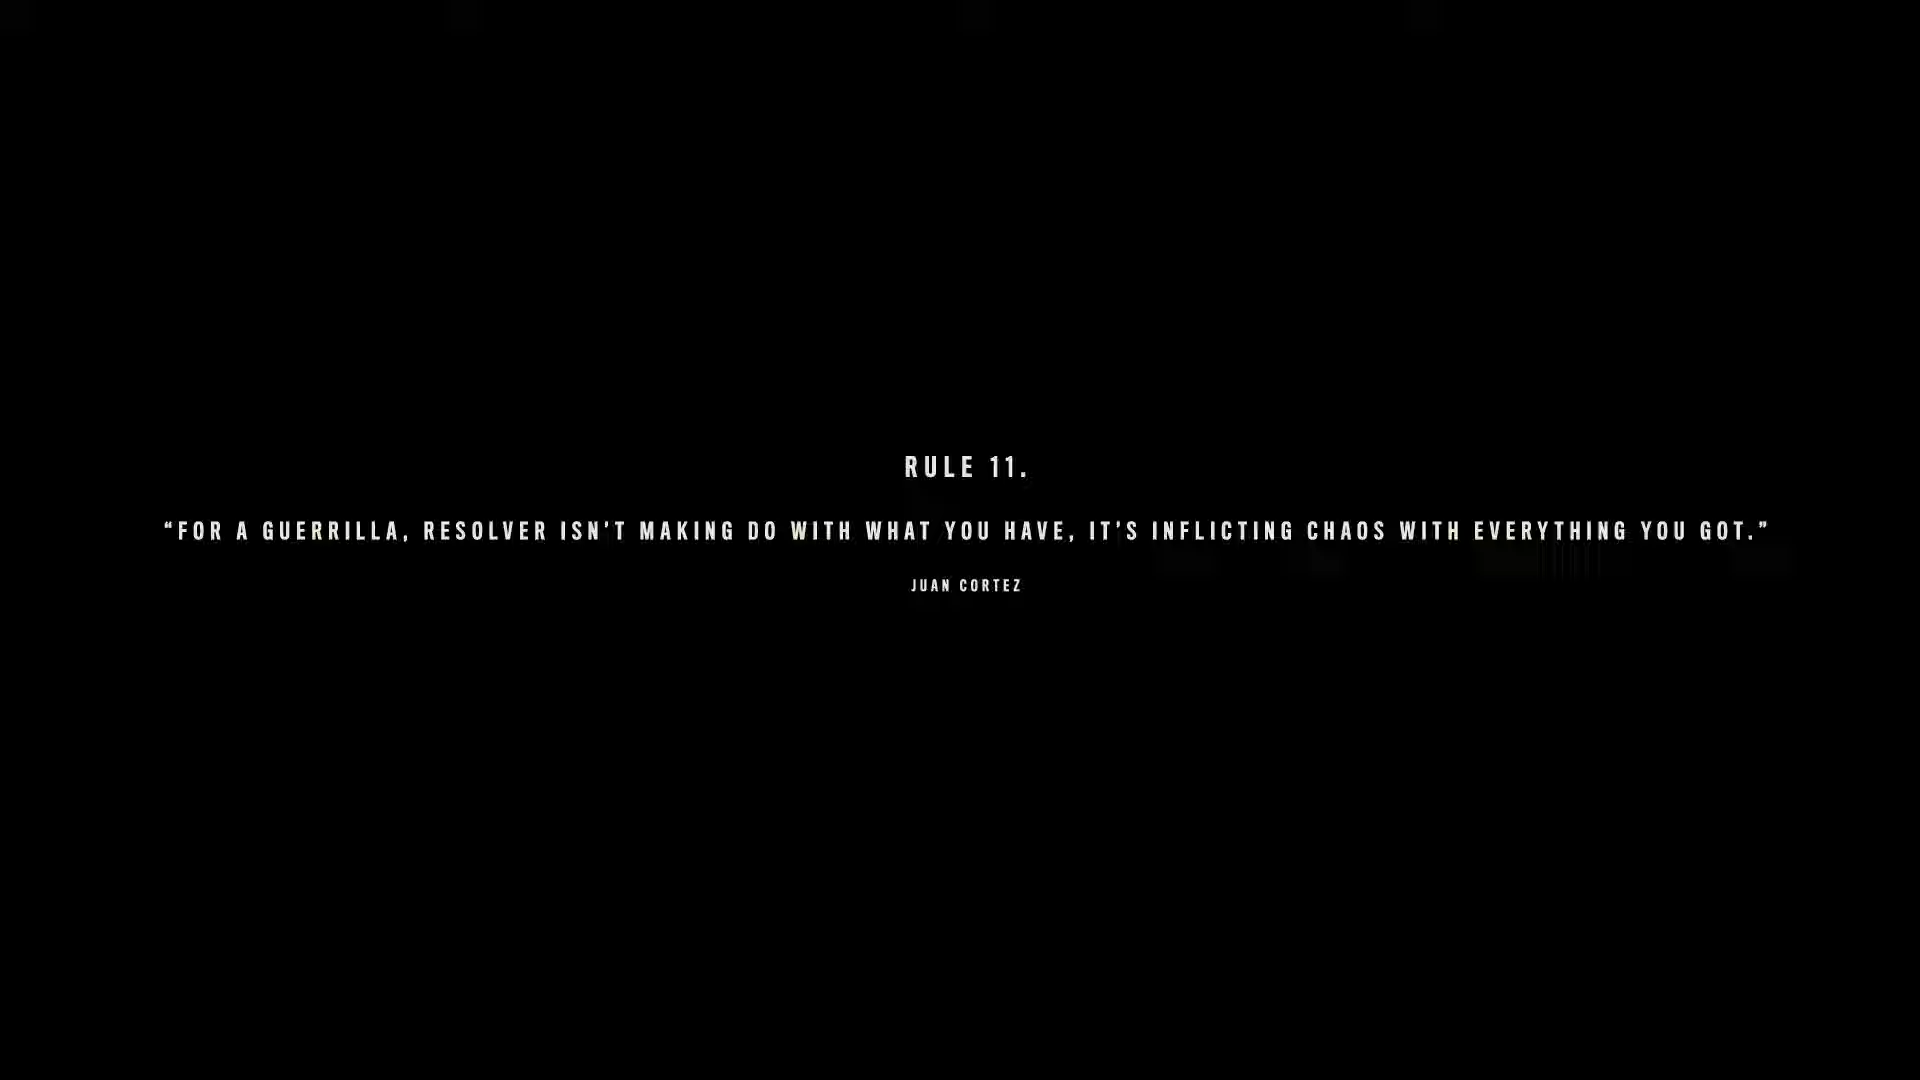 RULE 11.
“FOR A GUERRILLA, RESOLVER ISN’T MAKING DO WITH WHAT YOU HAVE, IT’S INFLICTING CHAOS WITH EVERYTHING YOU GOT.”
JUAN CORTEZ